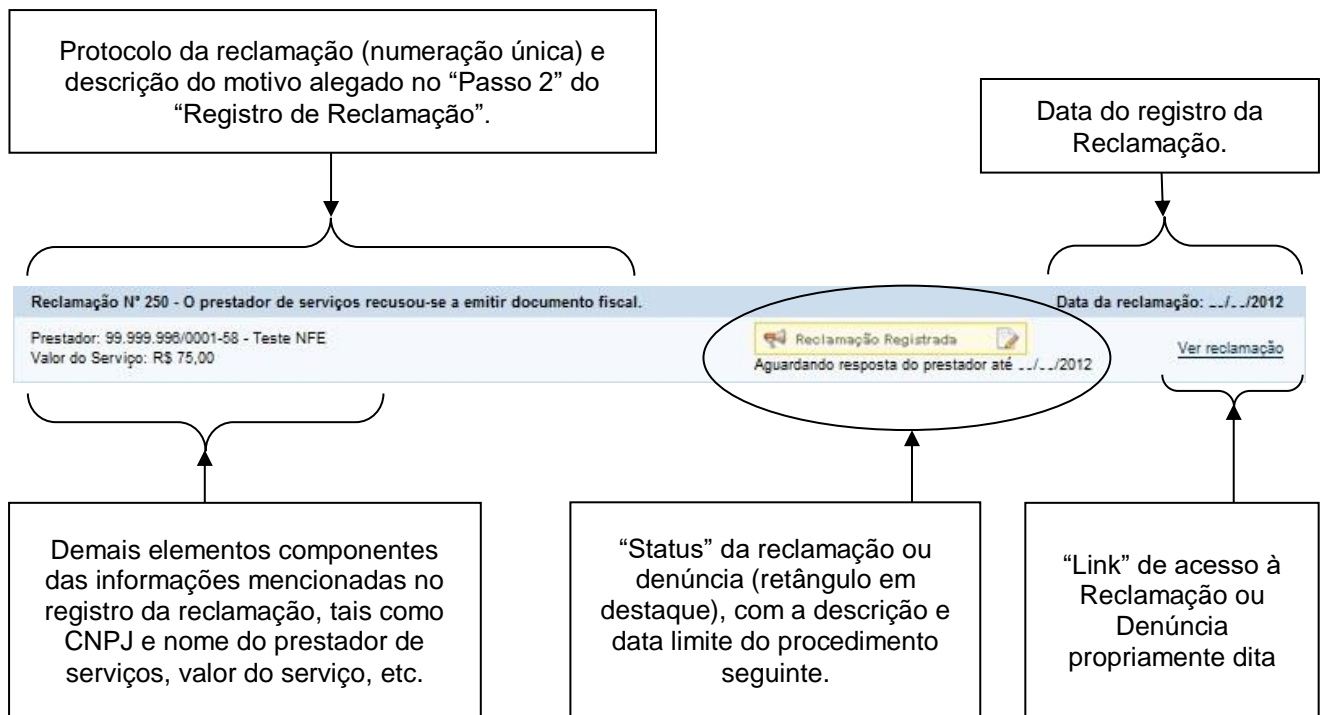 Protocolo da reclamação (numeração única) e
descrição do motivo alegado no “Passo 2” do
“Registro de Reclamação”.
Data do registro da
Reclamação.
Reclamação Nº 250 - O prestador de serviços recusou-se a emitir documento fiscal.
Data da reclamação: __/__/2012
Prestador: 99.999.996/0001-58 - Teste NFE
Valor do Serviço: R$ 75,00
Reclamação Registrada
Aguardando resposta do prestador até __/__/2012
Ver reclamação
Demais elementos componentes
das informações mencionadas no
registro da reclamação, tais como
CNPJ e nome do prestador de
serviços, valor do serviço, etc.
“Status” da reclamação ou
denúncia (retângulo em
destaque), com a descrição e
data limite do procedimento
seguinte.
“Link” de acesso à
Reclamação ou
Denúncia
propriamente dita